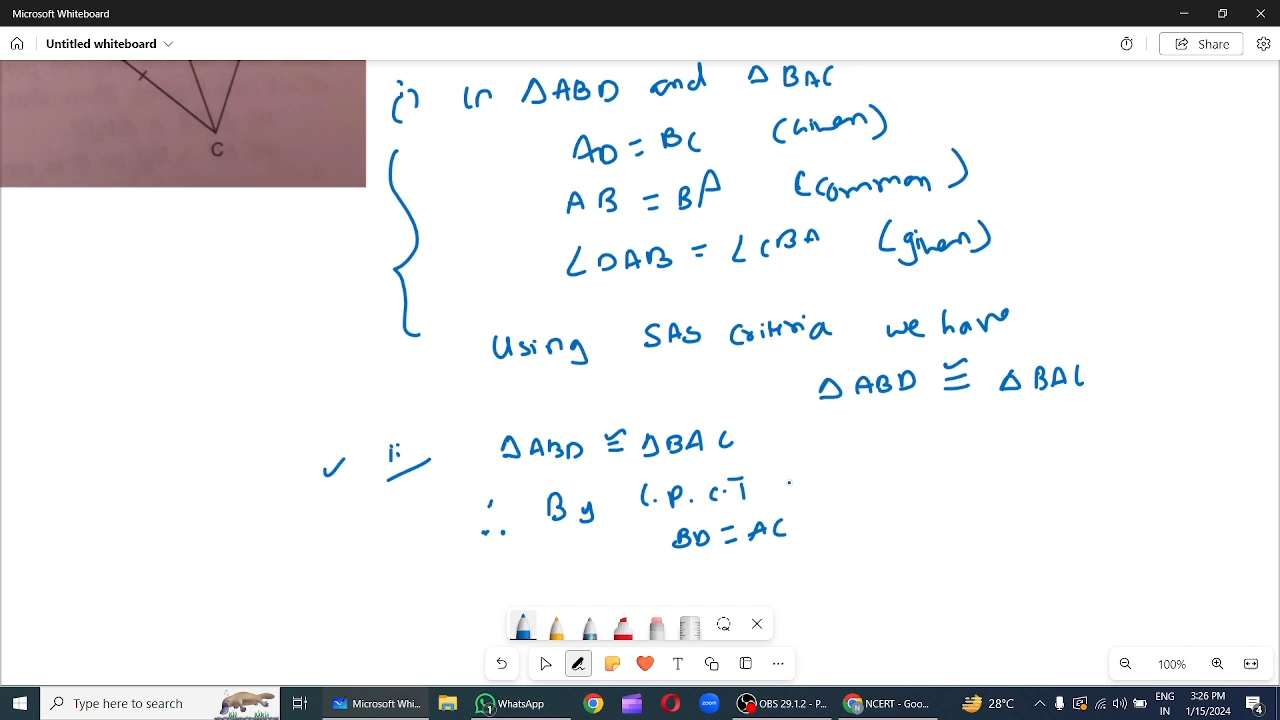 Microsoft Whiteboard
Untitled whiteboard
Share
C
i) In ΔABD and ΔBAC
AD = BC (Given)
AB = BA (Common)
∠DAB = ∠CBA (given)
Using SAS Criteria we have
ΔABD ≅ ΔBAC
ii ΔABD ≅ ΔBAC
∴ By C.P.C.T
BD = AC
100%
Type here to search
Microsoft Whi...
WhatsApp
zoom
OBS 29.1.2 - P...
NCERT - Goo...
28°C
ENG
IN
3:26 PM
1/15/2024
4